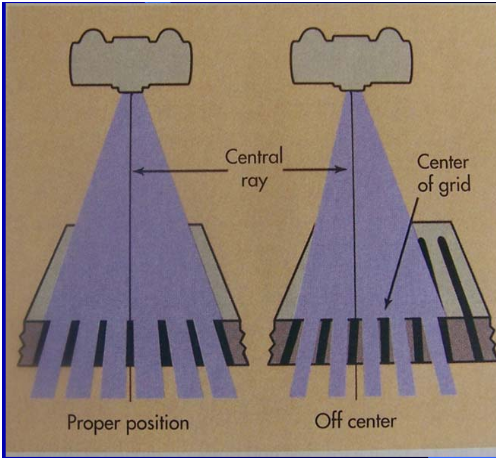 Central
ray
Center
of grid
Proper position
Off center